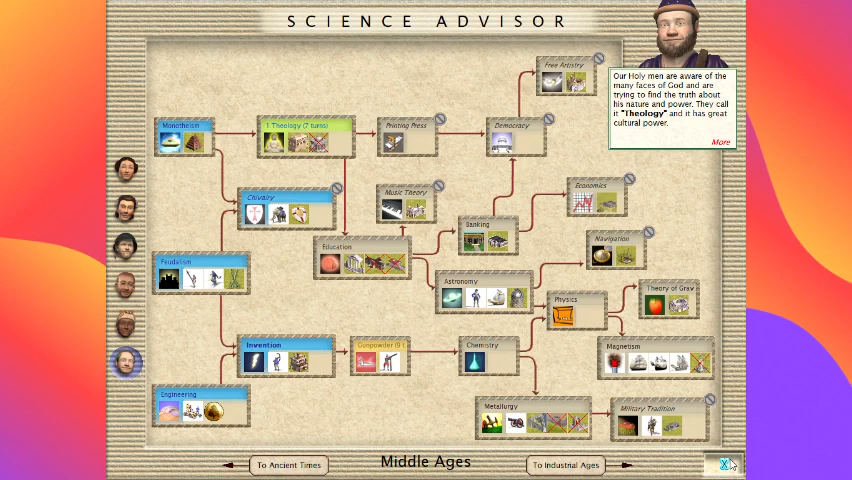 SCIENCE ADVISOR
Our Holy men are aware of the
many faces of God and are
trying to find the truth about
his nature and power. They call
it "Theology" and it has great
cultural power.
More
Free Artistry
Monotheism
1.Theology (7 turns)
Printing Press
Democracy
Chivalry
Music Theory
Economics
Feudalism
Education
Banking
Navigation
Astronomy
Physics
Theory of Grav
Invention
Gunpowder (9 t
Chemistry
Magnetism
Engineering
Metallurgy
Military Tradition
To Ancient Times
Middle Ages
To Industrial Ages
X